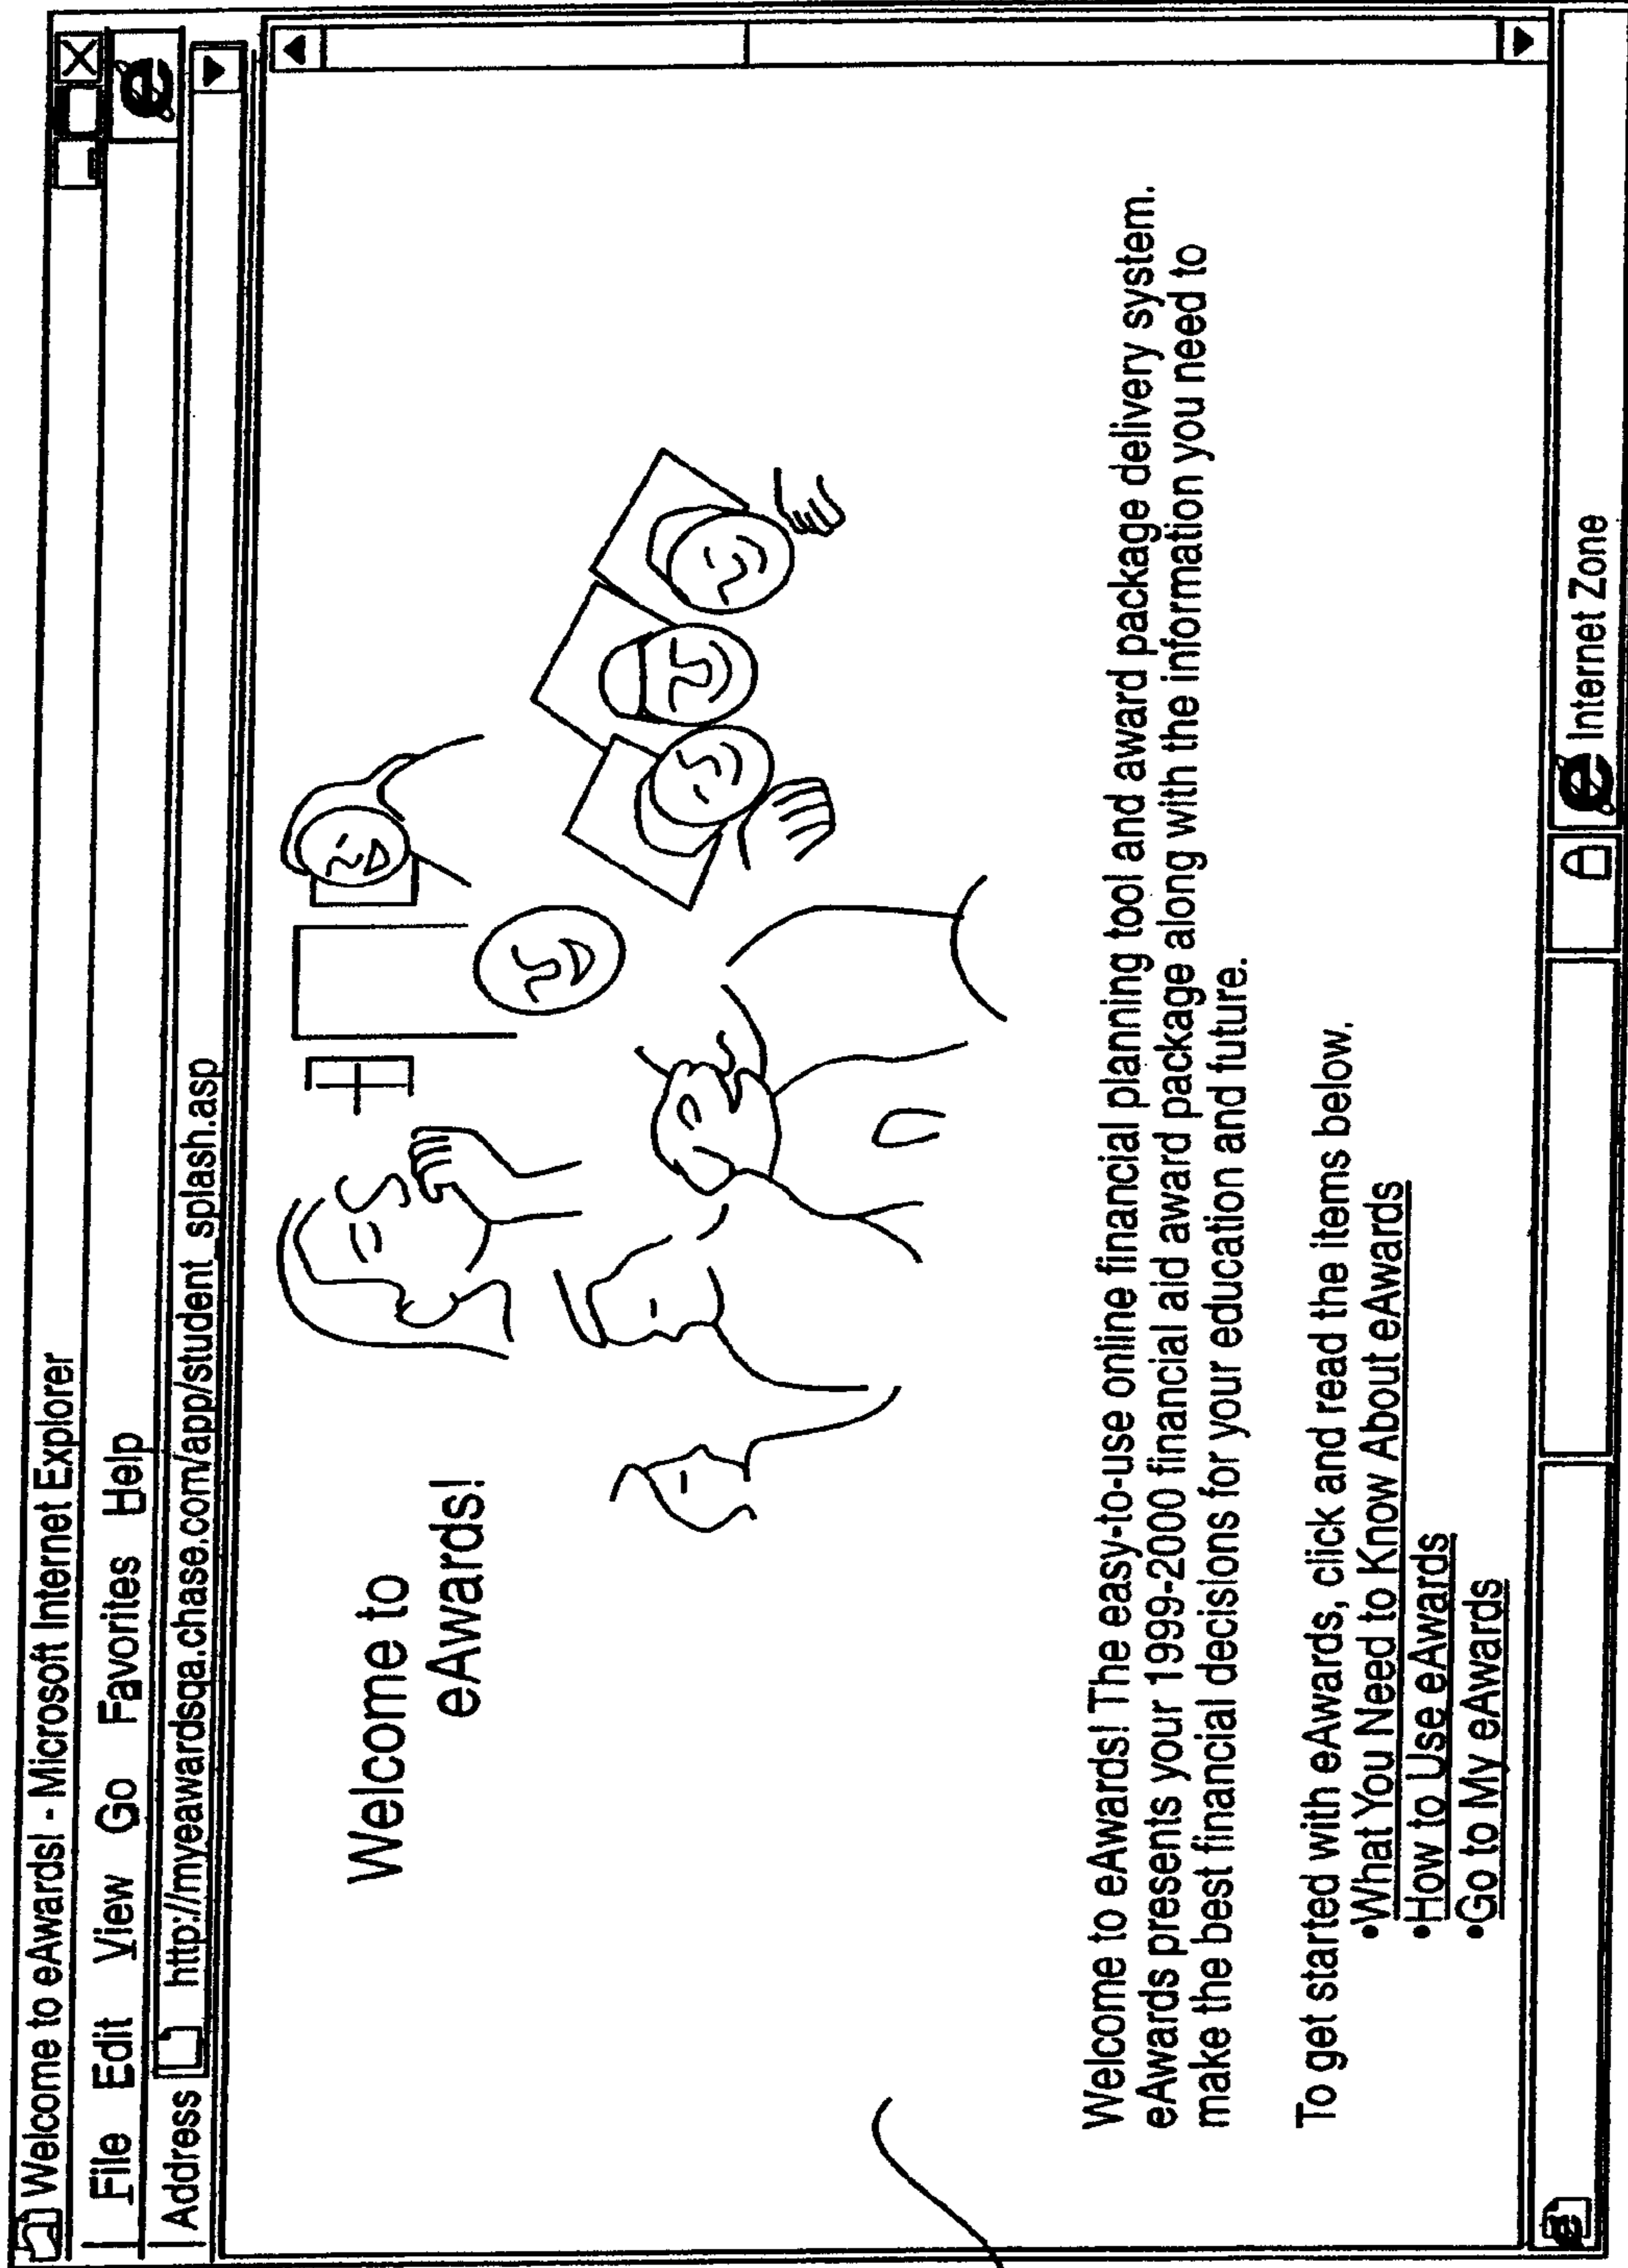 Welcome to eAwards! - Microsoft Internet Explorer
File Edit View Go Favorites Help
Address http://myeawardsqa.chase.com/app/student_splash.asp
Welcome to
eAwards!
Welcome to eAwards! The easy-to-use online financial planning tool and award package delivery system.
eAwards presents your 1999-2000 financial aid award package along with the information you need to
make the best financial decisions for your education and future.
To get started with eAwards, click and read the items below.
•What You Need to Know About eAwards
•How to Use eAwards
•Go to My eAwards
Internet Zone